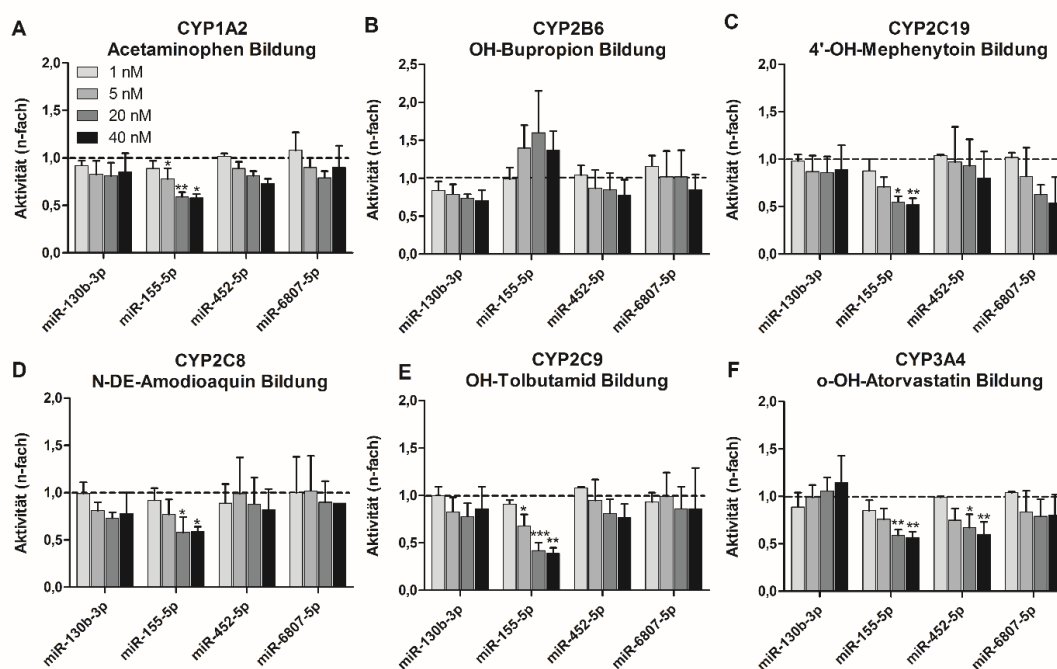 A
CYP1A2
Acetaminophen Bildung
Aktivität (n-fach)
2,0
1,5
1,0
0,5
0,0
1 nM
5 nM
20 nM
40 nM
*
**
*
miR-130b-3p
miR-155-5p
miR-452-5p
miR-6807-5p
B
CYP2B6
OH-Bupropion Bildung
Aktivität (n-fach)
2,5
2,0
1,5
1,0
0,5
0,0
miR-130b-3p
miR-155-5p
miR-452-5p
miR-6807-5p
C
CYP2C19
4'-OH-Mephenytoin Bildung
Aktivität (n-fach)
2,0
1,5
1,0
0,5
0,0
*
**
miR-130b-3p
miR-155-5p
miR-452-5p
miR-6807-5p
D
CYP2C8
N-DE-Amodioaquin Bildung
Aktivität (n-fach)
2,0
1,5
1,0
0,5
0,0
*
*
miR-130b-3p
miR-155-5p
miR-452-5p
miR-6807-5p
E
CYP2C9
OH-Tolbutamid Bildung
Aktivität (n-fach)
2,0
1,5
1,0
0,5
0,0
*
***
**
miR-130b-3p
miR-155-5p
miR-452-5p
miR-6807-5p
F
CYP3A4
o-OH-Atorvastatin Bildung
Aktivität (n-fach)
2,0
1,5
1,0
0,5
0,0
**
**
*
**
miR-130b-3p
miR-155-5p
miR-452-5p
miR-6807-5p